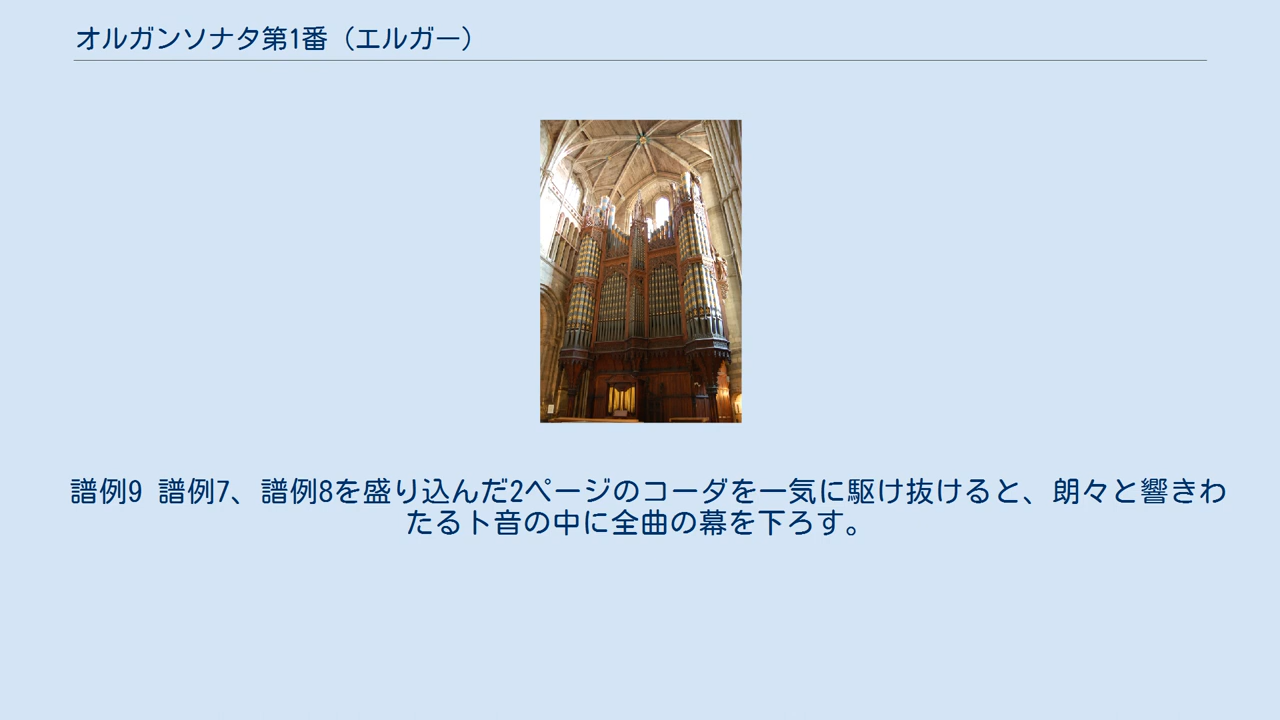 オルガンソナタ第1番（エルガー）
譜例9 譜例7、譜例8を盛り込んだ2ページのコーダを一気に駆け抜けると、朗々と響きわ
たるト音の中に全曲の幕を下ろす。